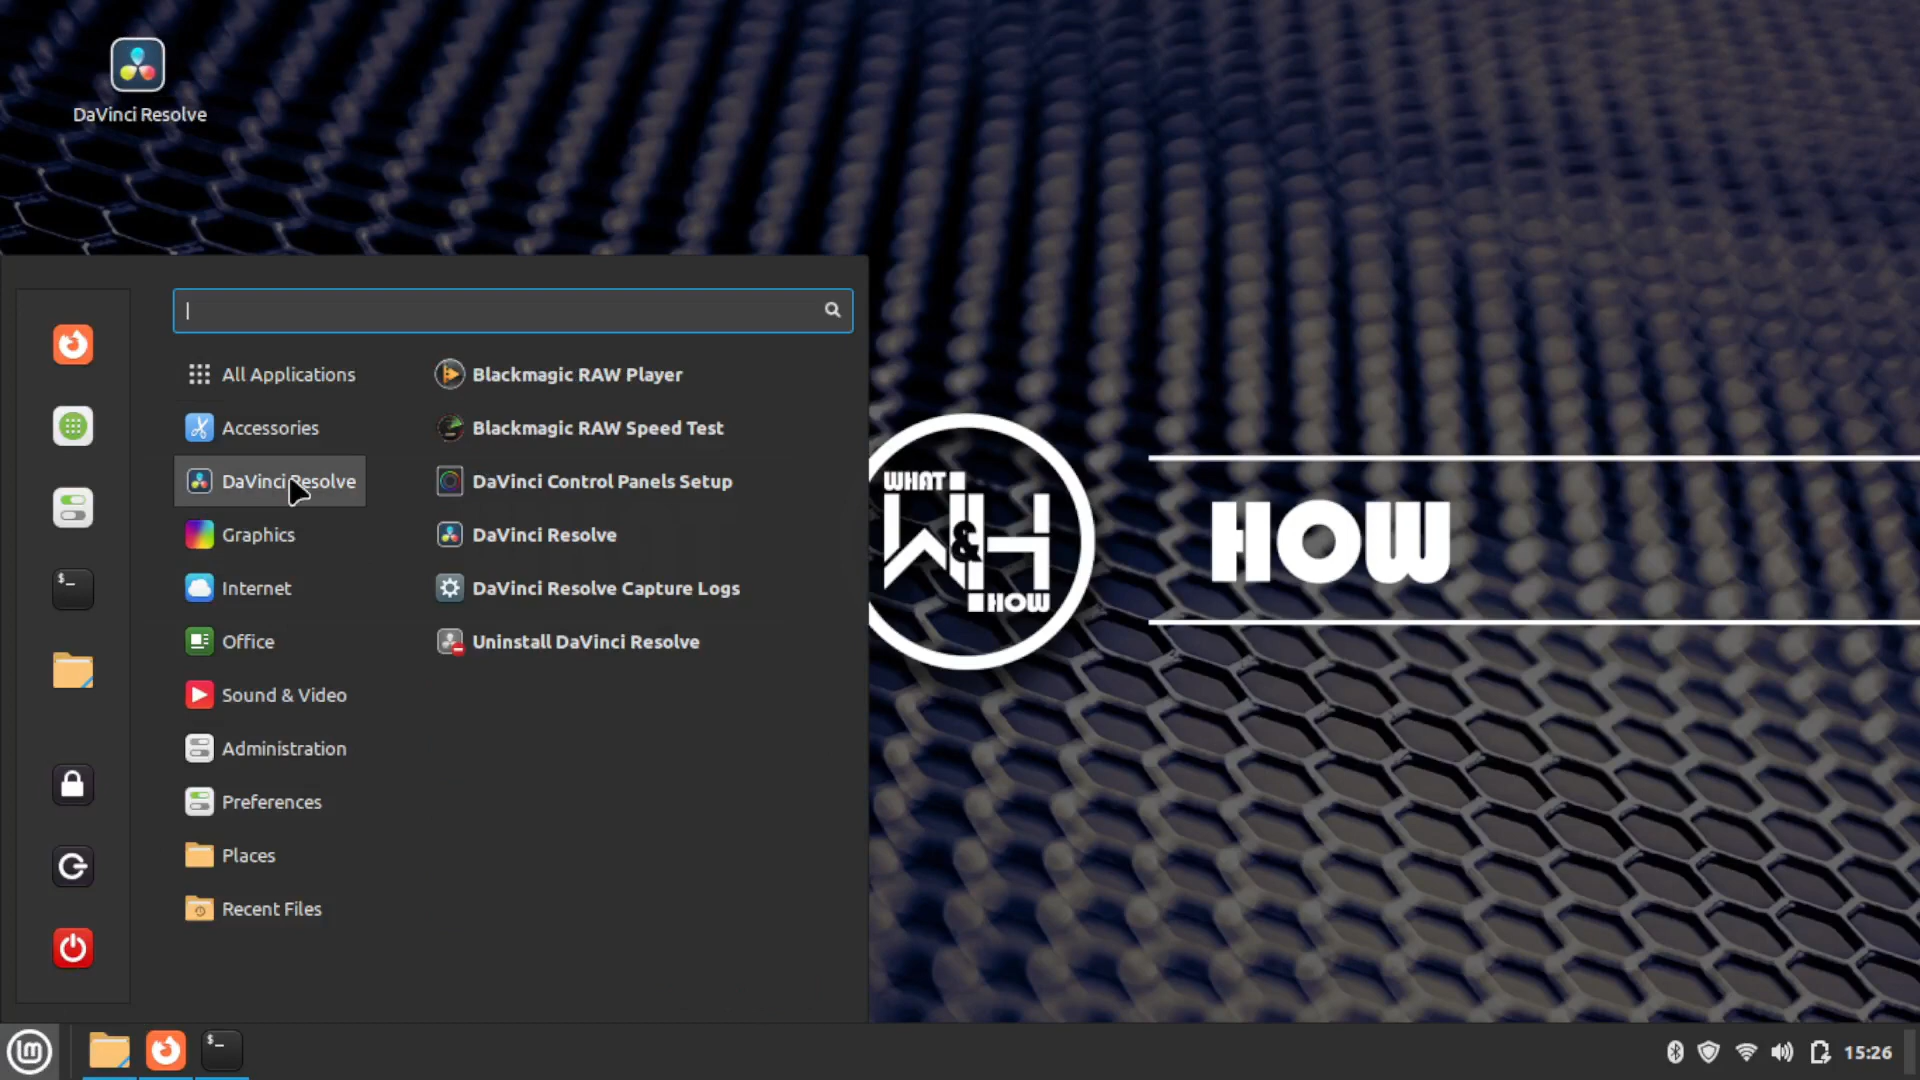 DaVinci Resolve
All Applications
Accessories
DaVinci Resolve
Graphics
Internet
Office
Sound & Video
Administration
Preferences
Places
Recent Files
Blackmagic RAW Player
Blackmagic RAW Speed Test
DaVinci Control Panels Setup
DaVinci Resolve
DaVinci Resolve Capture Logs
Uninstall DaVinci Resolve
WHAT
W&H
HOW
HOW
$_
$_
15:26